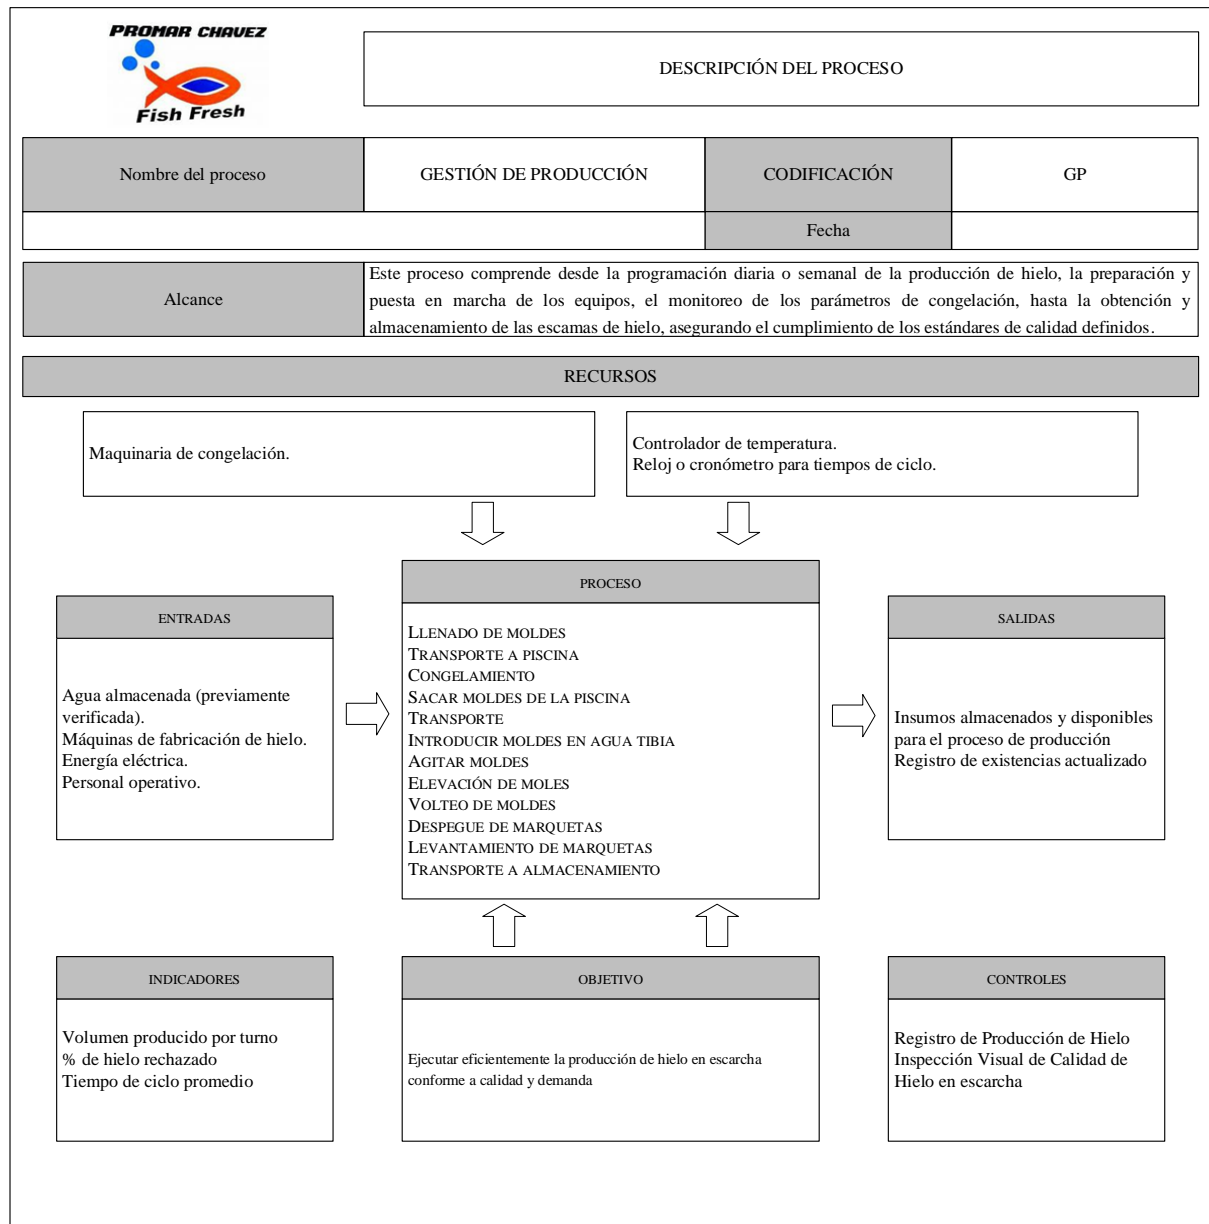 PROMAR CHAVEZ
Fish Fresh
DESCRIPCIÓN DEL PROCESO
Nombre del proceso
GESTIÓN DE PRODUCCIÓN
CODIFICACIÓN
GP
Fecha
Alcance
Este proceso comprende desde la programación diaria o semanal de la producción de hielo, la preparación y
puesta en marcha de los equipos, el monitoreo de los parámetros de congelación, hasta la obtención y
almacenamiento de las escamas de hielo, asegurando el cumplimiento de los estándares de calidad definidos.
RECURSOS
Maquinaria de congelación.
Controlador de temperatura.
Reloj o cronómetro para tiempos de ciclo.
ENTRADAS
Agua almacenada (previamente
verificada).
Máquinas de fabricación de hielo.
Energía eléctrica.
Personal operativo.
PROCESO
LLENADO DE MOLDES
TRANSPORTE A PISCINA
CONGELAMIENTO
SACAR MOLDES DE LA PISCINA
TRANSPORTE
INTRODUCIR MOLDES EN AGUA TIBIA
AGITAR MOLDES
ELEVACIÓN DE MOLES
VOLTEO DE MOLDES
DESPEGUE DE MARQUETAS
LEVANTAMIENTO DE MARQUETAS
TRANSPORTE A ALMACENAMIENTO
SALIDAS
Insumos almacenados y disponibles
para el proceso de producción
Registro de existencias actualizado
INDICADORES
Volumen producido por turno
% de hielo rechazado
Tiempo de ciclo promedio
OBJETIVO
Ejecutar eficientemente la producción de hielo en escarcha
conforme a calidad y demanda
CONTROLES
Registro de Producción de Hielo
Inspección Visual de Calidad de
Hielo en escarcha